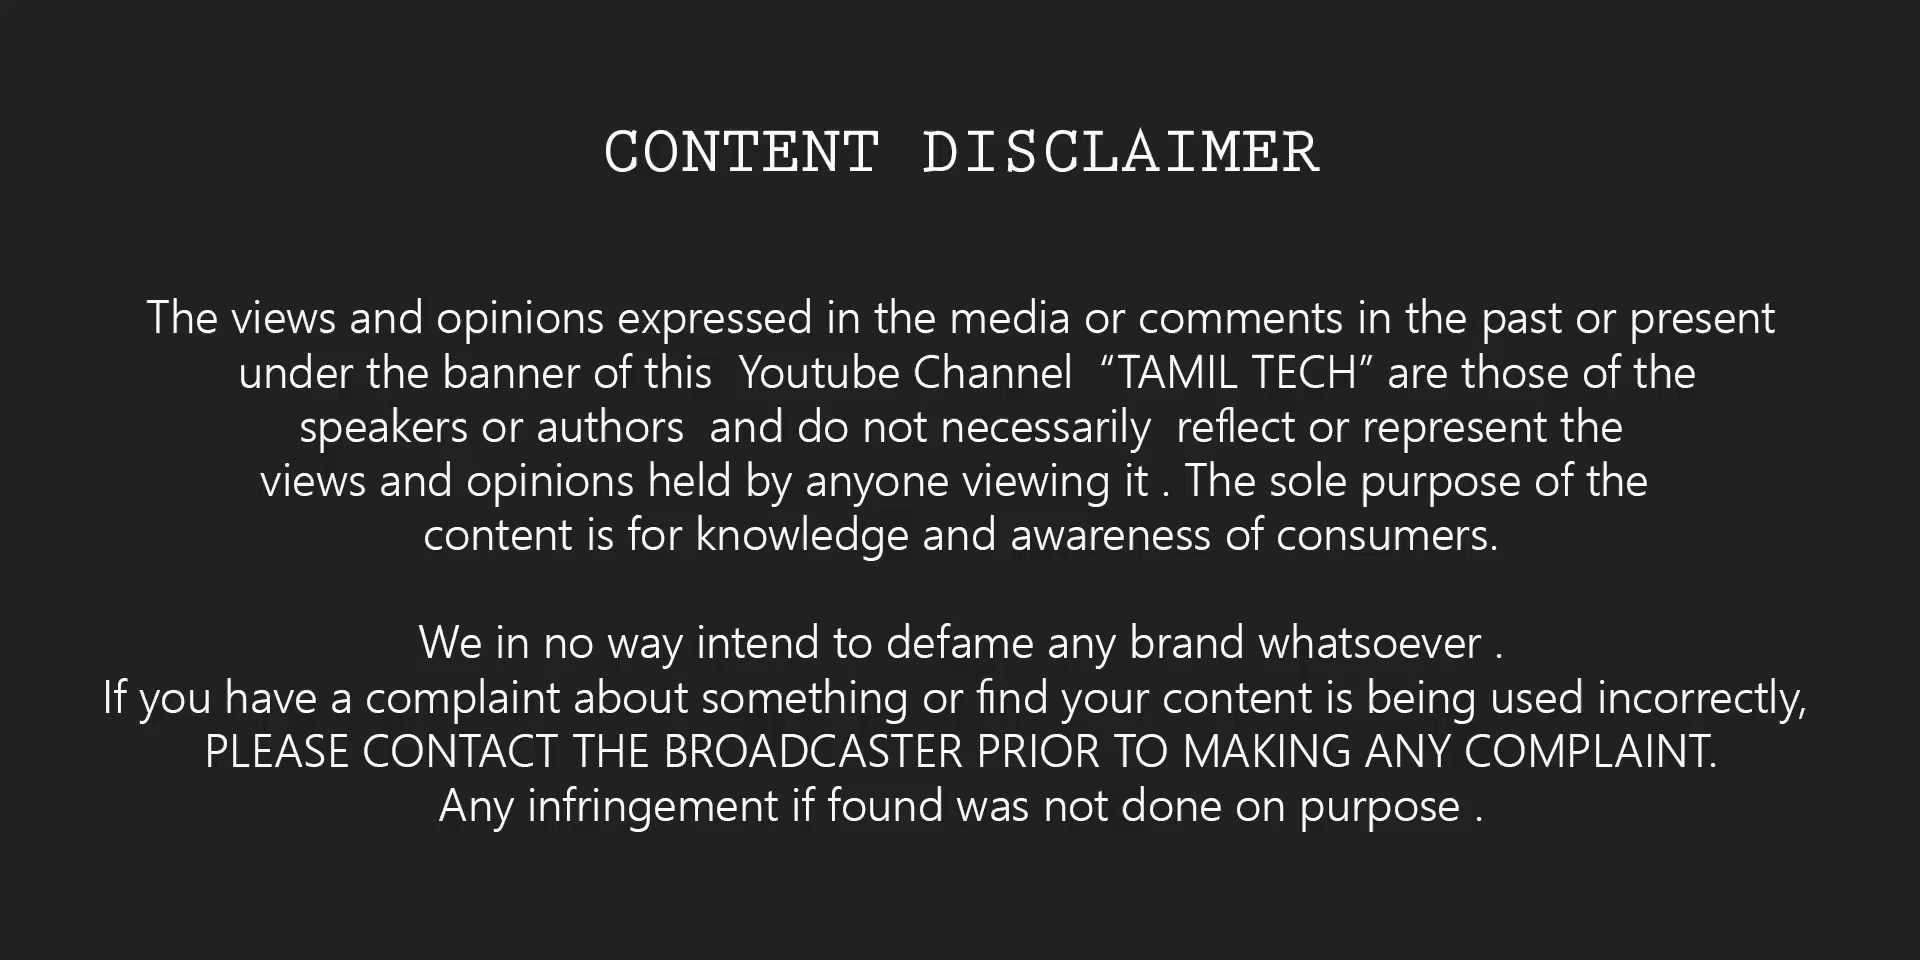 CONTENT DISCLAIMER
The views and opinions expressed in the media or comments in the past or present
under the banner of this  Youtube Channel  “TAMIL TECH” are those of the
speakers or authors  and do not necessarily  reflect or represent the
views and opinions held by anyone viewing it . The sole purpose of the
content is for knowledge and awareness of consumers.
We in no way intend to defame any brand whatsoever .
If you have a complaint about something or find your content is being used incorrectly,
PLEASE CONTACT THE BROADCASTER PRIOR TO MAKING ANY COMPLAINT.
Any infringement if found was not done on purpose .